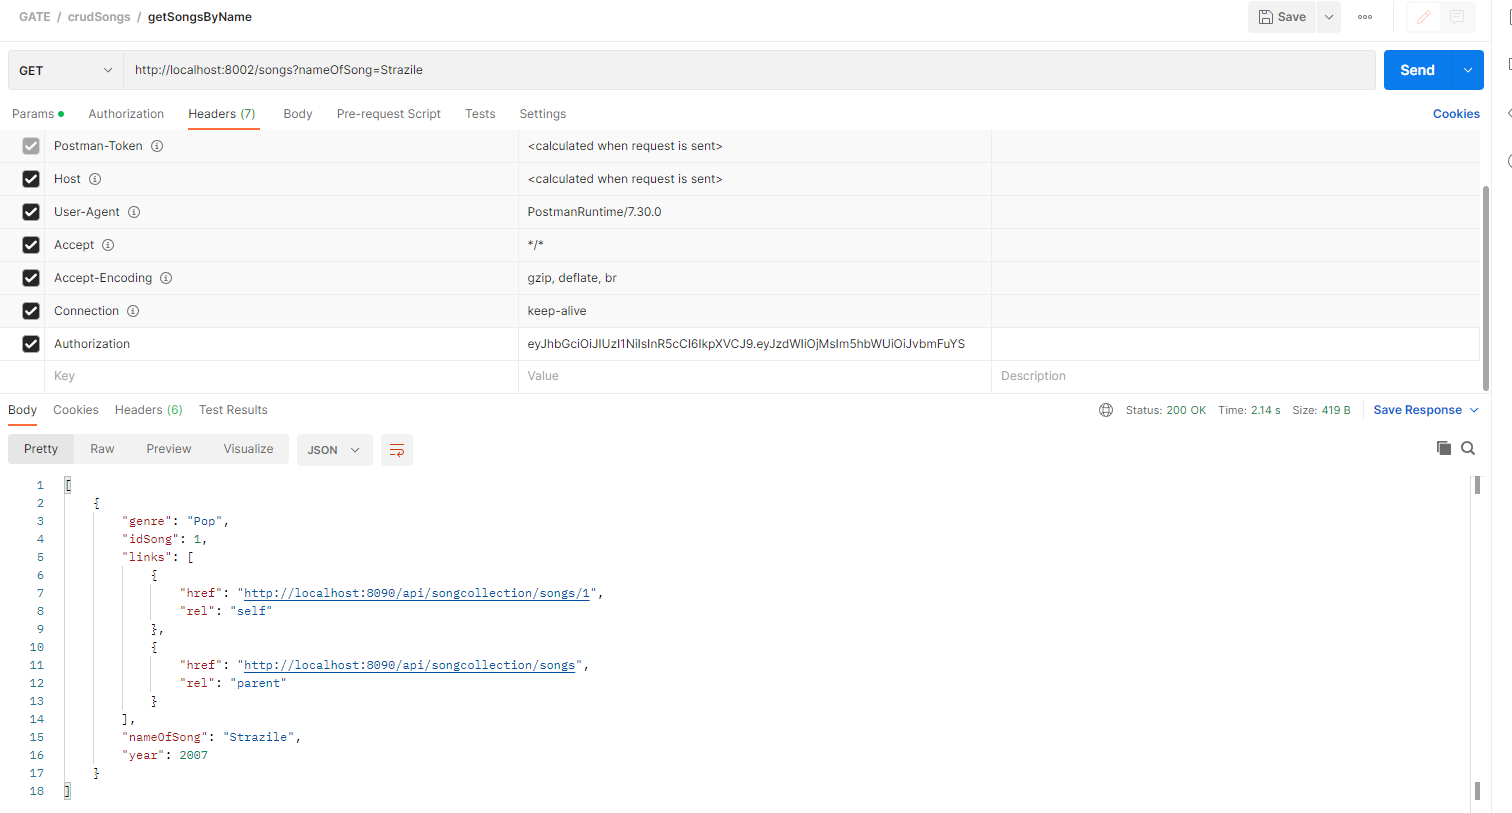 GATE / crudSongs / getSongsByName
Save
GET
http://localhost:8002/songs?nameOfSong=Strazile
Send
Params Authorization Headers (7) Body Pre-request Script Tests Settings Cookies
Postman-Token <calculated when request is sent>
Host <calculated when request is sent>
User-Agent PostmanRuntime/7.30.0
Accept */*
Accept-Encoding gzip, deflate, br
Connection keep-alive
Authorization eyJhbGciOiJIUzI1NiIsInR5cCI6IkpXVCJ9.eyJzdWIiOjMsIm5hbWUiOiJvbmFuYS
Key Value Description
Body Cookies Headers (6) Test Results Status: 200 OK Time: 2.14 s Size: 419 B Save Response
Pretty Raw Preview Visualize JSON
1 [
2 {
3 "genre": "Pop",
4 "idSong": 1,
5 "links": [
6 {
7 "href": "http://localhost:8090/api/songcollection/songs/1",
8 "rel": "self"
9 },
10 {
11 "href": "http://localhost:8090/api/songcollection/songs",
12 "rel": "parent"
13 }
14 ],
15 "nameOfSong": "Strazile",
16 "year": 2007
17 }
18 ]